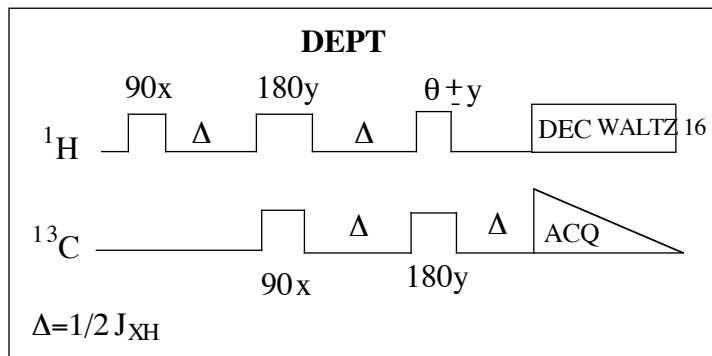 DEPT
90x 180y θ ± y
¹H Δ Δ DEC WALTZ 16
¹³C Δ Δ ACQ
90x 180y
Δ=1/2 J_XH